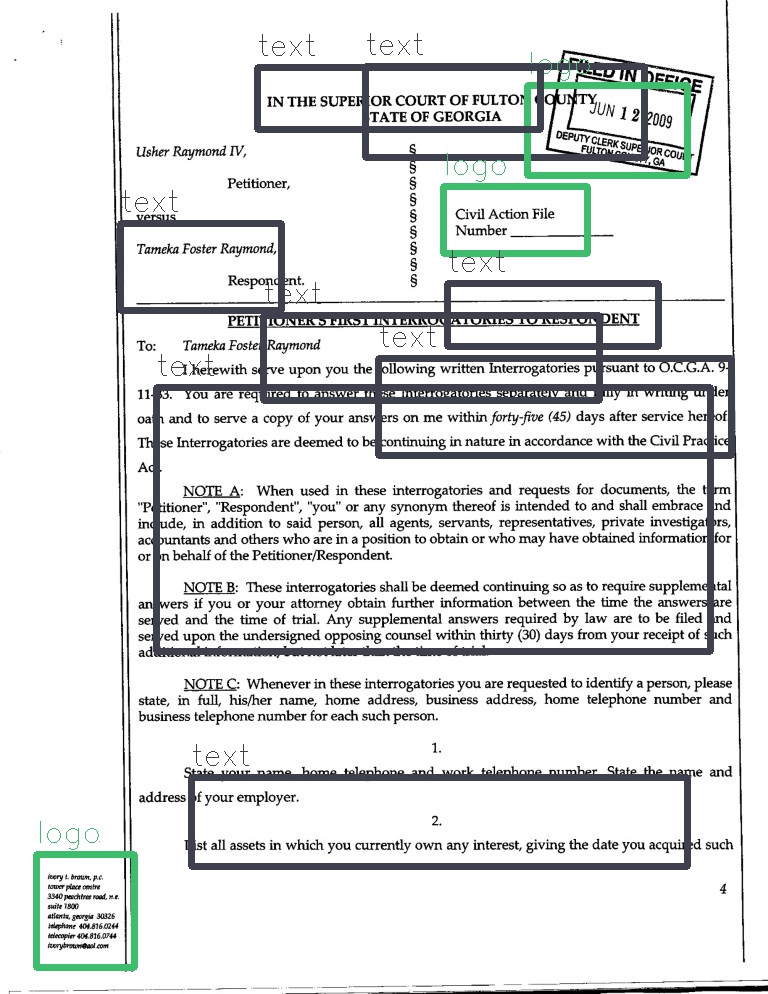 text
text
logo
FILED IN OFFICE
IN THE SUPERIOR COURT OF FULTON COUNTY
STATE OF GEORGIA
JUN 12 2009
DEPUTY CLERK SUPERIOR COURT
FULTON COUNTY, GA
Usher Raymond IV,
§
Petitioner,
§
logo
§
text
versus
§
Civil Action File
§
Number
§
Tameka Foster Raymond,
§
text
§
Respondent.
§
text
PETITIONER'S FIRST INTERROGATORIES TO RESPONDENT
text
To: Tameka Foster Raymond
text
I herewith serve upon you the following written Interrogatories pursuant to O.C.G.A. 9-
11-33. You are required to answer these interrogatories separately and fully in writing under
oath and to serve a copy of your answers on me within forty-five (45) days after service hereof.
These Interrogatories are deemed to be continuing in nature in accordance with the Civil Practice
Act.
NOTE A: When used in these interrogatories and requests for documents, the term
"Petitioner", "Respondent", "you" or any synonym thereof is intended to and shall embrace and
include, in addition to said person, all agents, servants, representatives, private investigators,
accountants and others who are in a position to obtain or who may have obtained information for
or on behalf of the Petitioner/Respondent.
NOTE B: These interrogatories shall be deemed continuing so as to require supplemental
answers if you or your attorney obtain further information between the time the answers are
served and the time of trial. Any supplemental answers required by law are to be filed and
served upon the undersigned opposing counsel within thirty (30) days from your receipt of such
additional information, but not later than the time of trial.
NOTE C: Whenever in these interrogatories you are requested to identify a person, please
state, in full, his/her name, home address, business address, home telephone number and
business telephone number for each such person.
1.
text
State your name, home telephone and work telephone number. State the name and
address of your employer.
2.
List all assets in which you currently own any interest, giving the date you acquired such
logo
ivory t. brown, p.c.
tower place centre
3340 peachtree road, n.e.
suite 1800
atlanta, georgia 30326
telephone 404.816.0244
telecopier 404.816.0744
ivorybrown@aol.com
4